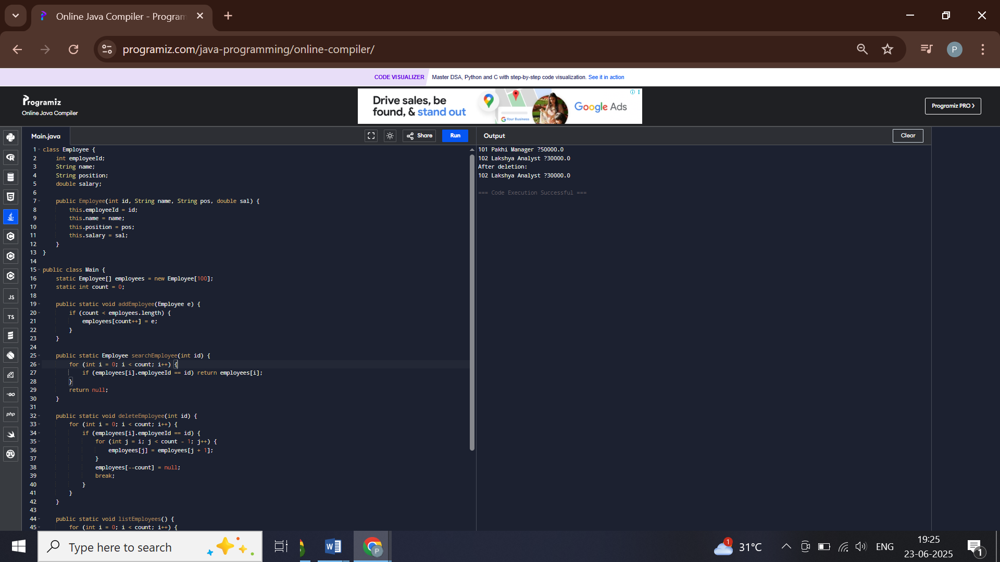 Online Java Compiler - Program
programiz.com/java-programming/online-compiler/
P
CODE VISUALIZER Master DSA, Python and C with step-by-step code visualization. See it in action
Programiz
Online Java Compiler
Drive sales, be
found, & stand out
Your Business
Google Ads
Programiz PRO >
Main.java
Share
Run
Output
Clear
1 class Employee {
2     int employeeId;
3     String name;
4     String position;
5     double salary;
6
7     public Employee(int id, String name, String pos, double sal) {
8         this.employeeId = id;
9         this.name = name;
10         this.position = pos;
11         this.salary = sal;
12     }
13 }
14
15 public class Main {
16     static Employee[] employees = new Employee[100];
17     static int count = 0;
18
19     public static void addEmployee(Employee e) {
20         if (count < employees.length) {
21             employees[count++] = e;
22         }
23     }
24
25     public static Employee searchEmployee(int id) {
26         for (int i = 0; i < count; i++) {
27             if (employees[i].employeeId == id) return employees[i];
28         }
29         return null;
30     }
31
32     public static void deleteEmployee(int id) {
33         for (int i = 0; i < count; i++) {
34             if (employees[i].employeeId == id) {
35                 for (int j = i; j < count - 1; j++) {
36                     employees[j] = employees[j + 1];
37                 }
38                 employees[--count] = null;
39                 break;
40             }
41         }
42     }
43
44     public static void listEmployees() {
45         for (int i = 0; i < count; i++) {
101 Pakhi Manager ?50000.0
102 Lakshya Analyst ?30000.0
After deletion:
102 Lakshya Analyst ?30000.0
=== Code Execution Successful ===
JS
TS
GO
php
Type here to search
W
P
1
31°C
ENG
19:25
23-06-2025
1